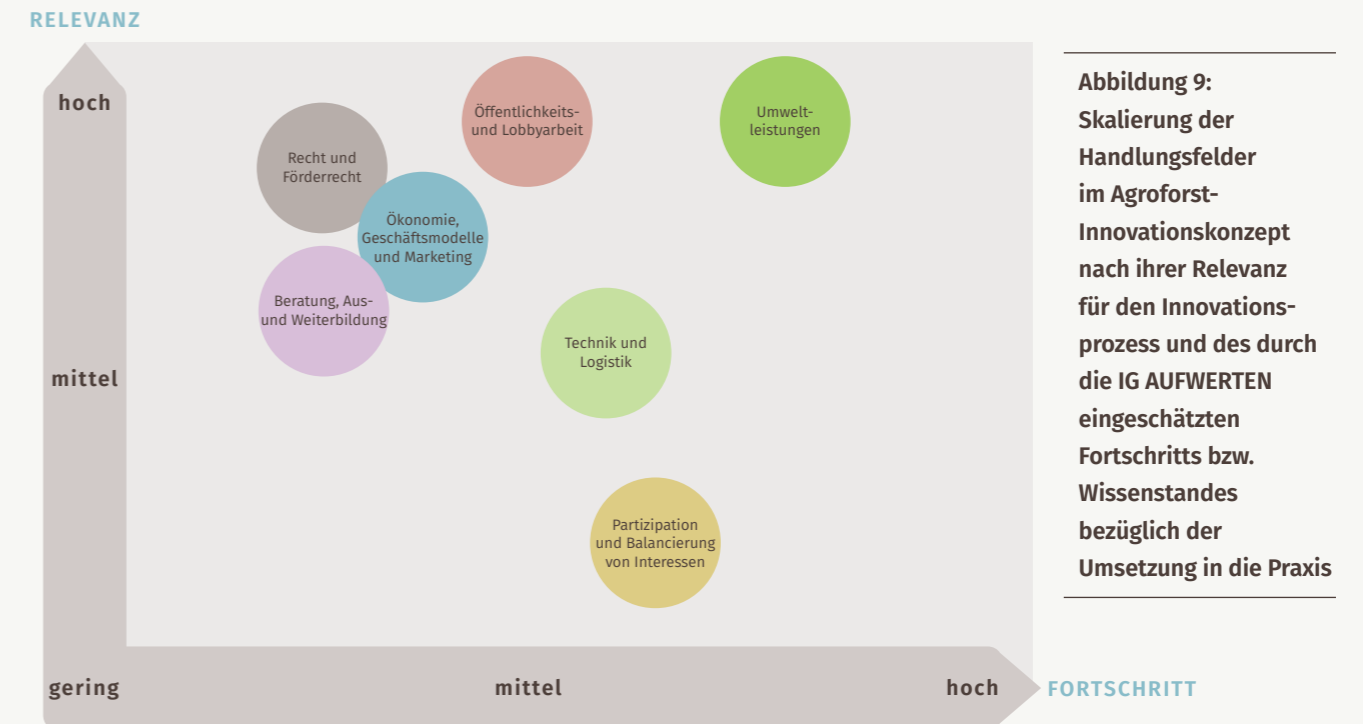 RELEVANZ
hoch
mittel
gering
mittel
hoch
FORTSCHRITT
Recht und
Förderrecht
Öffentlichkeits-
und Lobbyarbeit
Umwelt-
leistungen
Ökonomie,
Geschäftsmodelle
und Marketing
Beratung, Aus-
und Weiterbildung
Technik und
Logistik
Partizipation
und Balancierung
von Interessen
Abbildung 9:
Skalierung der
Handlungsfelder
im Agroforst-
Innovationskonzept
nach ihrer Relevanz
für den Innovations-
prozess und des durch
die IG AUFWERTEN
eingeschätzten
Fortschritts bzw.
Wissenstandes
bezüglich der
Umsetzung in die Praxis